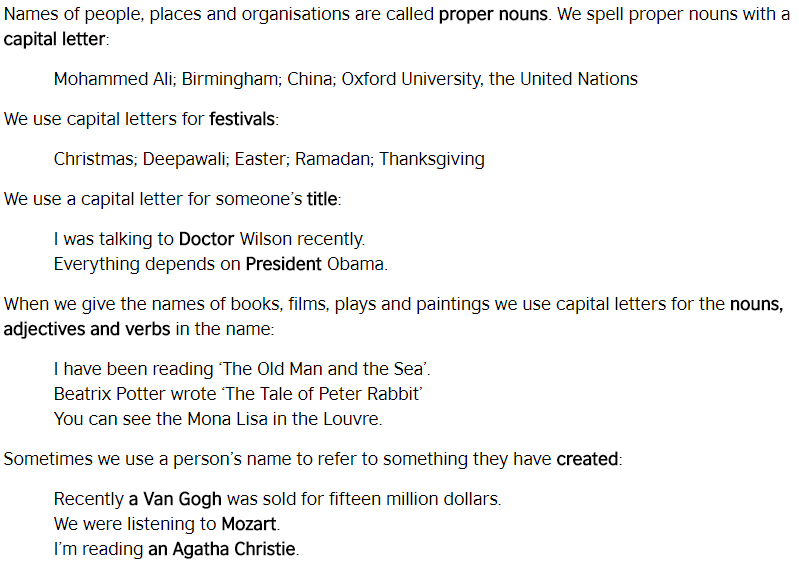 Names of people, places and organisations are called proper nouns. We spell proper nouns with a
capital letter:
Mohammed Ali; Birmingham; China; Oxford University, the United Nations
We use capital letters for festivals:
Christmas; Deepawali; Easter; Ramadan; Thanksgiving
We use a capital letter for someone’s title:
I was talking to Doctor Wilson recently.
Everything depends on President Obama.
When we give the names of books, films, plays and paintings we use capital letters for the nouns,
adjectives and verbs in the name:
I have been reading ‘The Old Man and the Sea’.
Beatrix Potter wrote ‘The Tale of Peter Rabbit’
You can see the Mona Lisa in the Louvre.
Sometimes we use a person’s name to refer to something they have created:
Recently a Van Gogh was sold for fifteen million dollars.
We were listening to Mozart.
I’m reading an Agatha Christie.